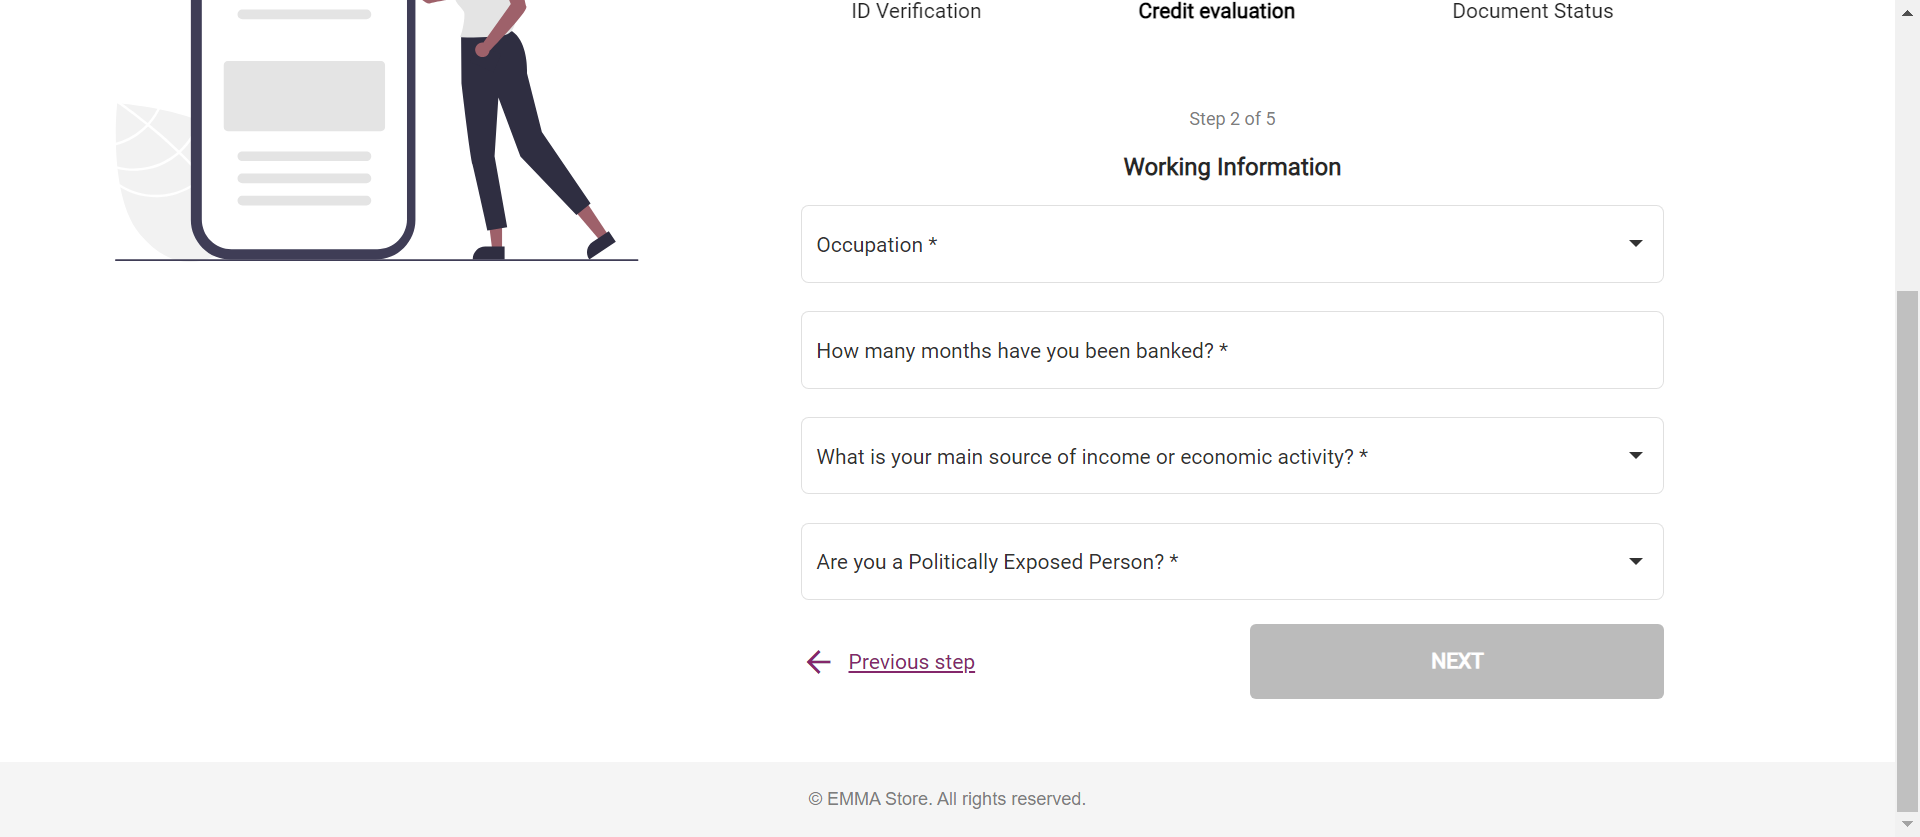 ID Verification
Credit evaluation
Document Status
Step 2 of 5
Working Information
Occupation *
How many months have you been banked? *
What is your main source of income or economic activity? *
Are you a Politically Exposed Person? *
Previous step
NEXT
© EMMA Store. All rights reserved.